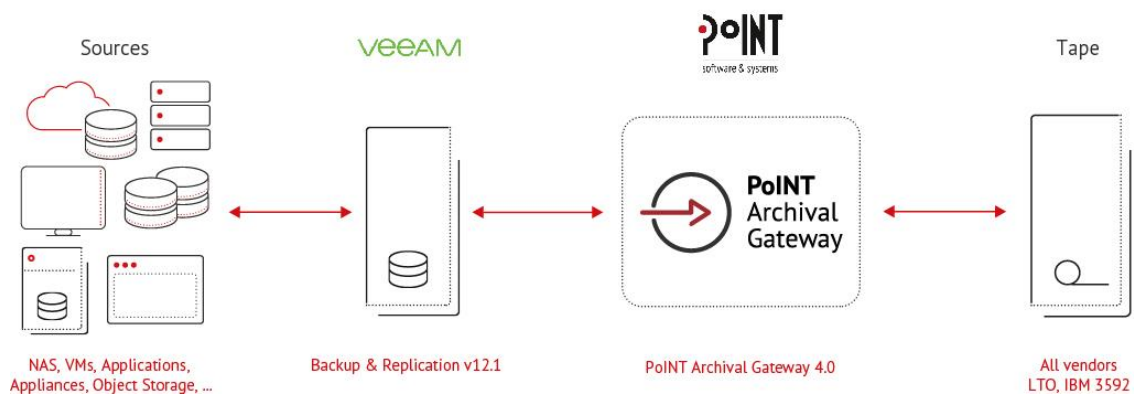 Sources
veeAM
PoINT
software & systems
Tape
PoINT
Archival
Gateway
NAS, VMs, Applications,
Appliances, Object Storage, ...
Backup & Replication v12.1
PoINT Archival Gateway 4.0
All vendors
LTO, IBM 3592